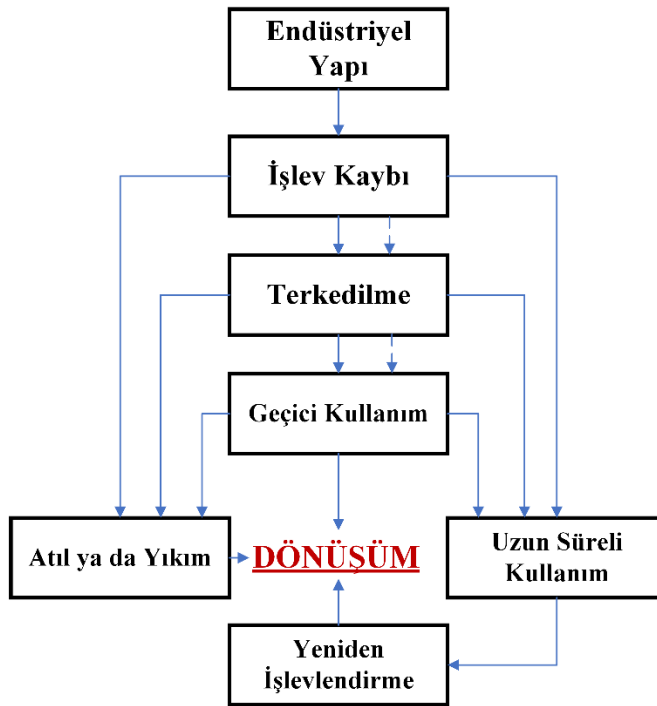 Endüstriyel
Yapı
İşlev Kaybı
Terkedilme
Geçici Kullanım
Atıl ya da Yıkım
DÖNÜŞÜM
Uzun Süreli
Kullanım
Yeniden
İşlevlendirme